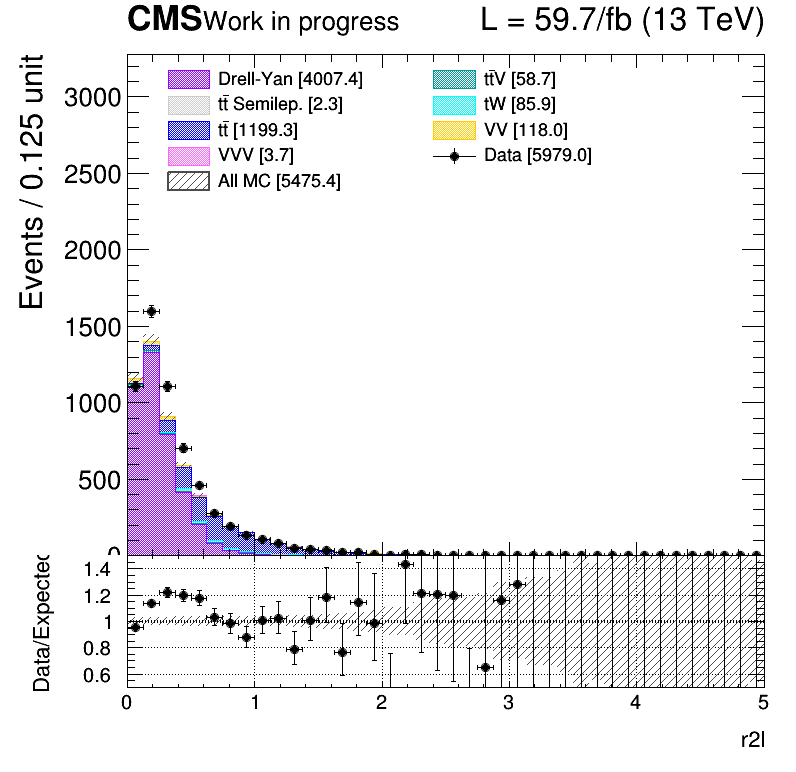 CMS Work in progress L = 59.7/fb (13 TeV)
Events / 0.125 unit
3000
2500
2000
1500
1000
500
0
Drell-Yan [4007.4]
tt̄ Semilep. [2.3]
tt̄ [1199.3]
VVV [3.7]
All MC [5475.4]
tt̄V [58.7]
tW [85.9]
VV [118.0]
Data [5979.0]
Data/Expected
1.4
1.2
1
0.8
0.6
0 1 2 3 4 5
r2l